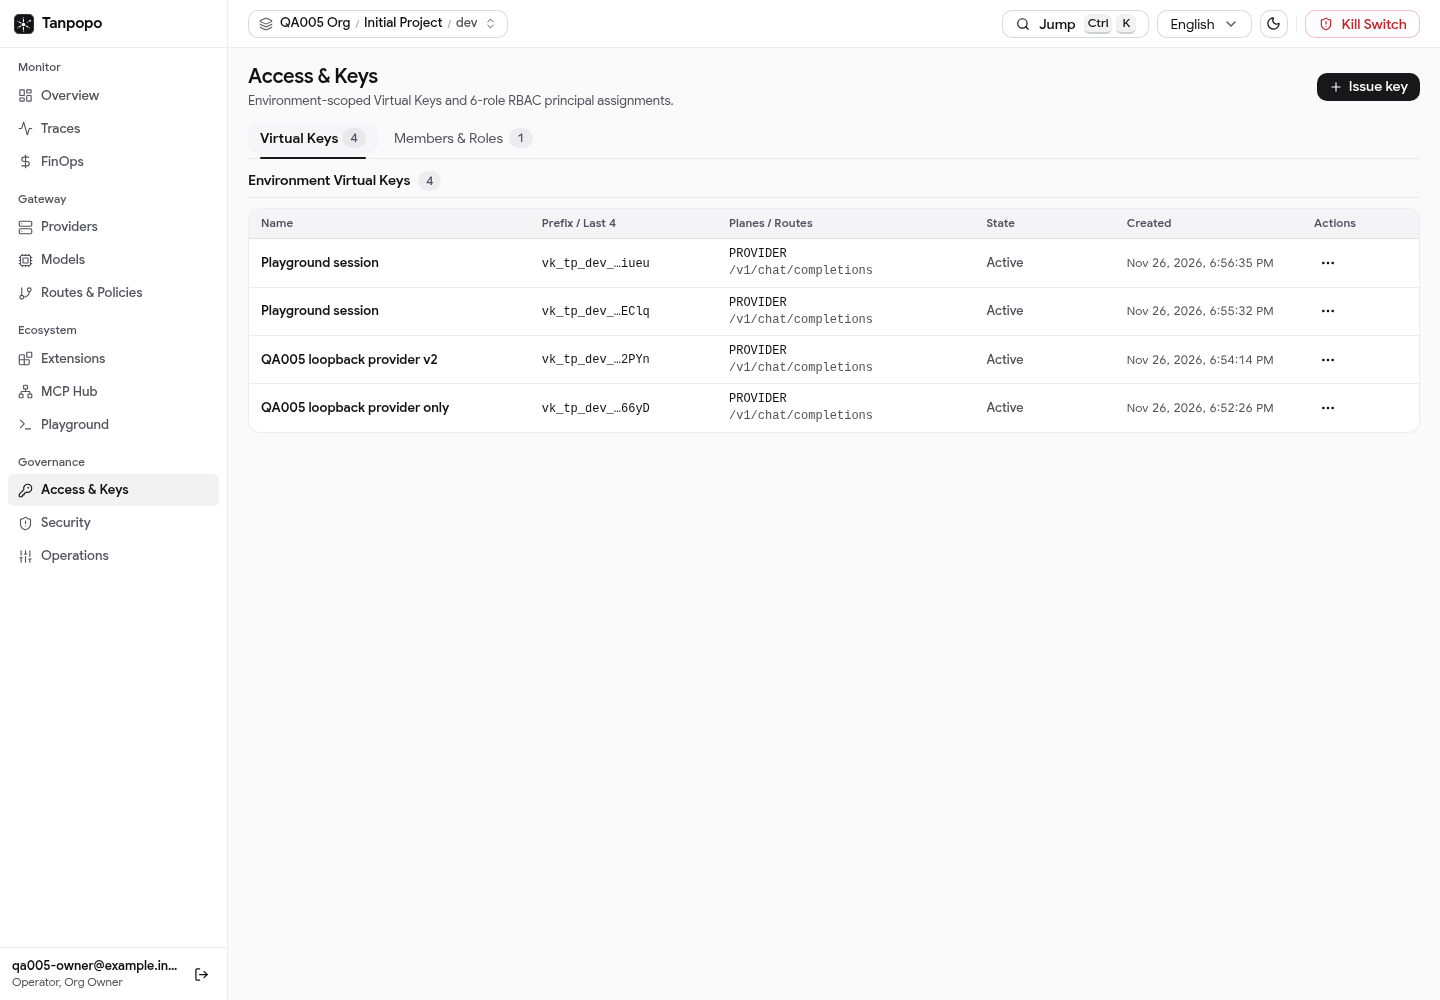 Tanpopo
QA005 Org / Initial Project / dev
Jump Ctrl K
English
Kill Switch
Monitor
Overview
Traces
FinOps
Gateway
Providers
Models
Routes & Policies
Ecosystem
Extensions
MCP Hub
Playground
Governance
Access & Keys
Security
Operations
qa005-owner@example.in...
Operator, Org Owner
Access & Keys
Environment-scoped Virtual Keys and 6-role RBAC principal assignments.
Issue key
Virtual Keys 4 Members & Roles 1
Environment Virtual Keys 4
Name Prefix / Last 4 Planes / Routes State Created Actions
Playground session vk_tp_dev_…iueu PROVIDER Active Nov 26, 2026, 6:56:35 PM
/v1/chat/completions
Playground session vk_tp_dev_…EClq PROVIDER Active Nov 26, 2026, 6:55:32 PM
/v1/chat/completions
QA005 loopback provider v2 vk_tp_dev_…2PYn PROVIDER Active Nov 26, 2026, 6:54:14 PM
/v1/chat/completions
QA005 loopback provider only vk_tp_dev_…66yD PROVIDER Active Nov 26, 2026, 6:52:26 PM
/v1/chat/completions